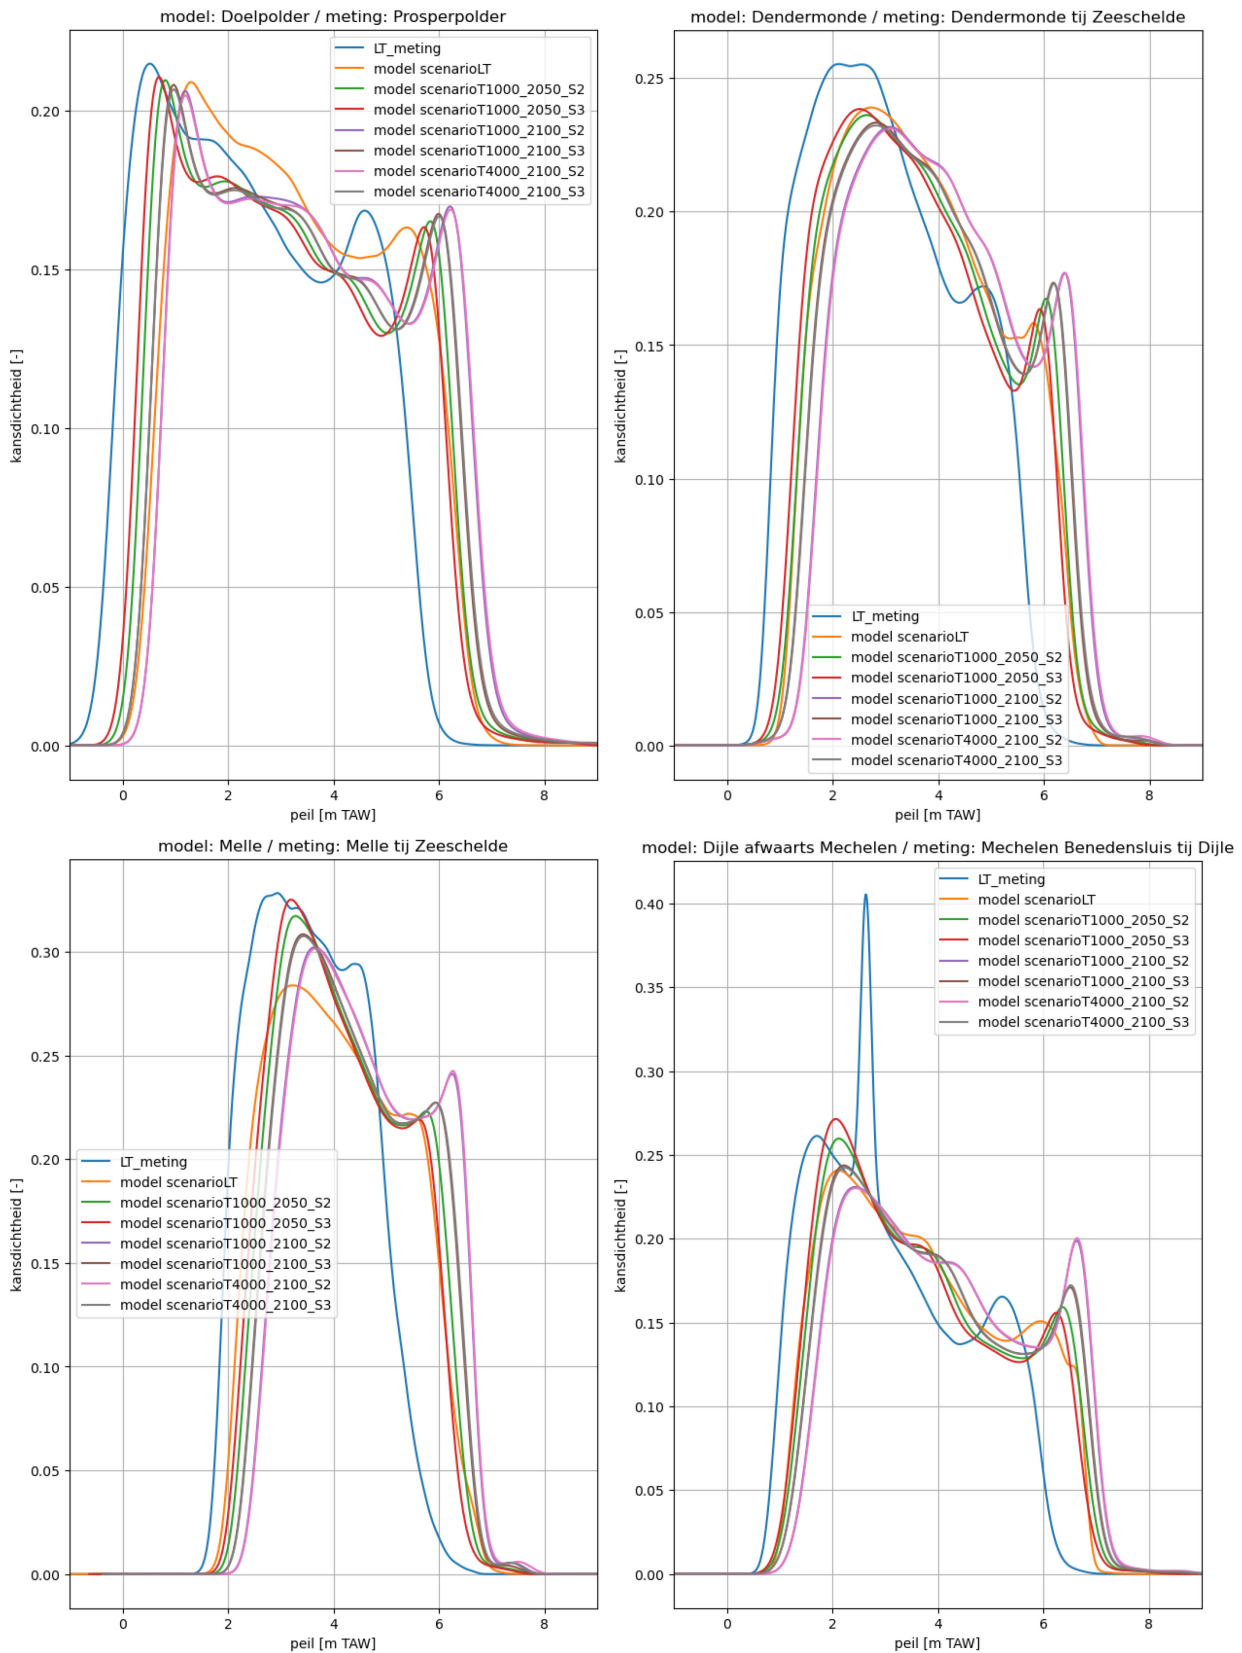 model: Doelpolder / meting: Prosperpolder
LT_meting
model scenarioLT
model scenarioT1000_2050_S2
model scenarioT1000_2050_S3
model scenarioT1000_2100_S2
model scenarioT1000_2100_S3
model scenarioT4000_2100_S2
model scenarioT4000_2100_S3
kansdichtheid [-]
0.20
0.15
0.10
0.05
0.00
0 2 4 6 8
peil [m TAW]
model: Dendermonde / meting: Dendermonde tij Zeeschelde
kansdichtheid [-]
0.25
0.20
0.15
0.10
0.05
0.00
LT_meting
model scenarioLT
model scenarioT1000_2050_S2
model scenarioT1000_2050_S3
model scenarioT1000_2100_S2
model scenarioT1000_2100_S3
model scenarioT4000_2100_S2
model scenarioT4000_2100_S3
0 2 4 6 8
peil [m TAW]
model: Melle / meting: Melle tij Zeeschelde
kansdichtheid [-]
0.30
0.25
0.20
0.15
0.10
0.05
0.00
LT_meting
model scenarioLT
model scenarioT1000_2050_S2
model scenarioT1000_2050_S3
model scenarioT1000_2100_S2
model scenarioT1000_2100_S3
model scenarioT4000_2100_S2
model scenarioT4000_2100_S3
0 2 4 6 8
peil [m TAW]
model: Dijle afwaarts Mechelen / meting: Mechelen Benedensluis tij Dijle
LT_meting
model scenarioLT
model scenarioT1000_2050_S2
model scenarioT1000_2050_S3
model scenarioT1000_2100_S2
model scenarioT1000_2100_S3
model scenarioT4000_2100_S2
model scenarioT4000_2100_S3
kansdichtheid [-]
0.40
0.35
0.30
0.25
0.20
0.15
0.10
0.05
0.00
0 2 4 6 8
peil [m TAW]